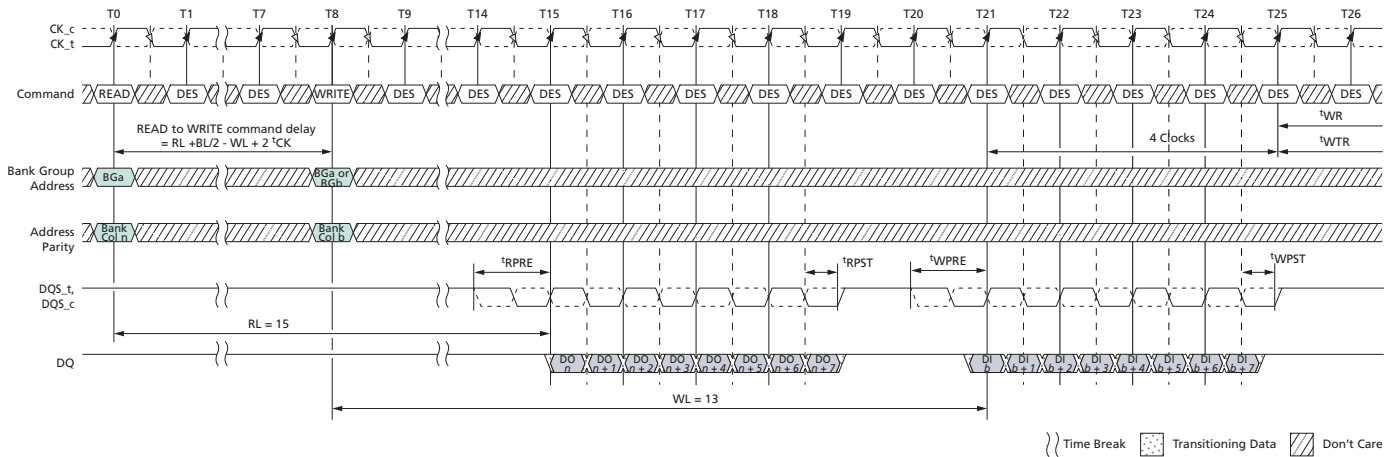 T0 T1 T7 T8 T9 T14 T15 T16 T17 T18 T19 T20 T21 T22 T23 T24 T25 T26
CK_c
CK_t
Command READ DES DES WRITE DES DES DES DES DES DES DES DES DES DES DES DES DES DES
READ to WRITE command delay
= RL +BL/2 - WL + 2 tCK
4 Clocks
tWR
tWTR
Bank Group
Address
BGa
BGa or
BGb
Address
Parity
Bank
Col n
Bank
Col b
tRPRE tRPST tWPRE tWPST
DQS_t,
DQS_c
RL = 15
DQ
DO
n
DO
n + 1
DO
n + 2
DO
n + 3
DO
n + 4
DO
n + 5
DO
n + 6
DO
n + 7
DI
b
DI
b + 1
DI
b + 2
DI
b + 3
DI
b + 4
DI
b + 5
DI
b + 6
DI
b + 7
WL = 13
Time Break Transitioning Data Don't Care